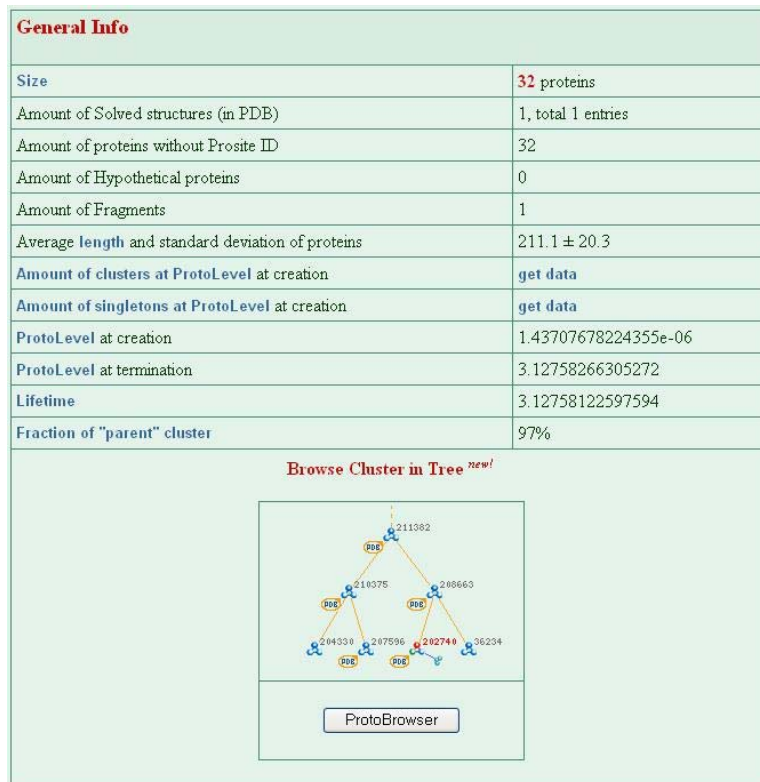 General Info
Size 32 proteins
Amount of Solved structures (in PDB) 1, total 1 entries
Amount of proteins without Prosite ID 32
Amount of Hypothetical proteins 0
Amount of Fragments 1
Average length and standard deviation of proteins 211.1 ± 20.3
Amount of clusters at ProtoLevel at creation get data
Amount of singletons at ProtoLevel at creation get data
ProtoLevel at creation 1.43707678224355e-06
ProtoLevel at termination 3.12758266305272
Lifetime 3.12758122597594
Fraction of "parent" cluster 97%
Browse Cluster in Tree new!
211382
PDB
210375 208663
PDB PDB
204330 207596 202740 36234
PDB PDB
ProtoBrowser